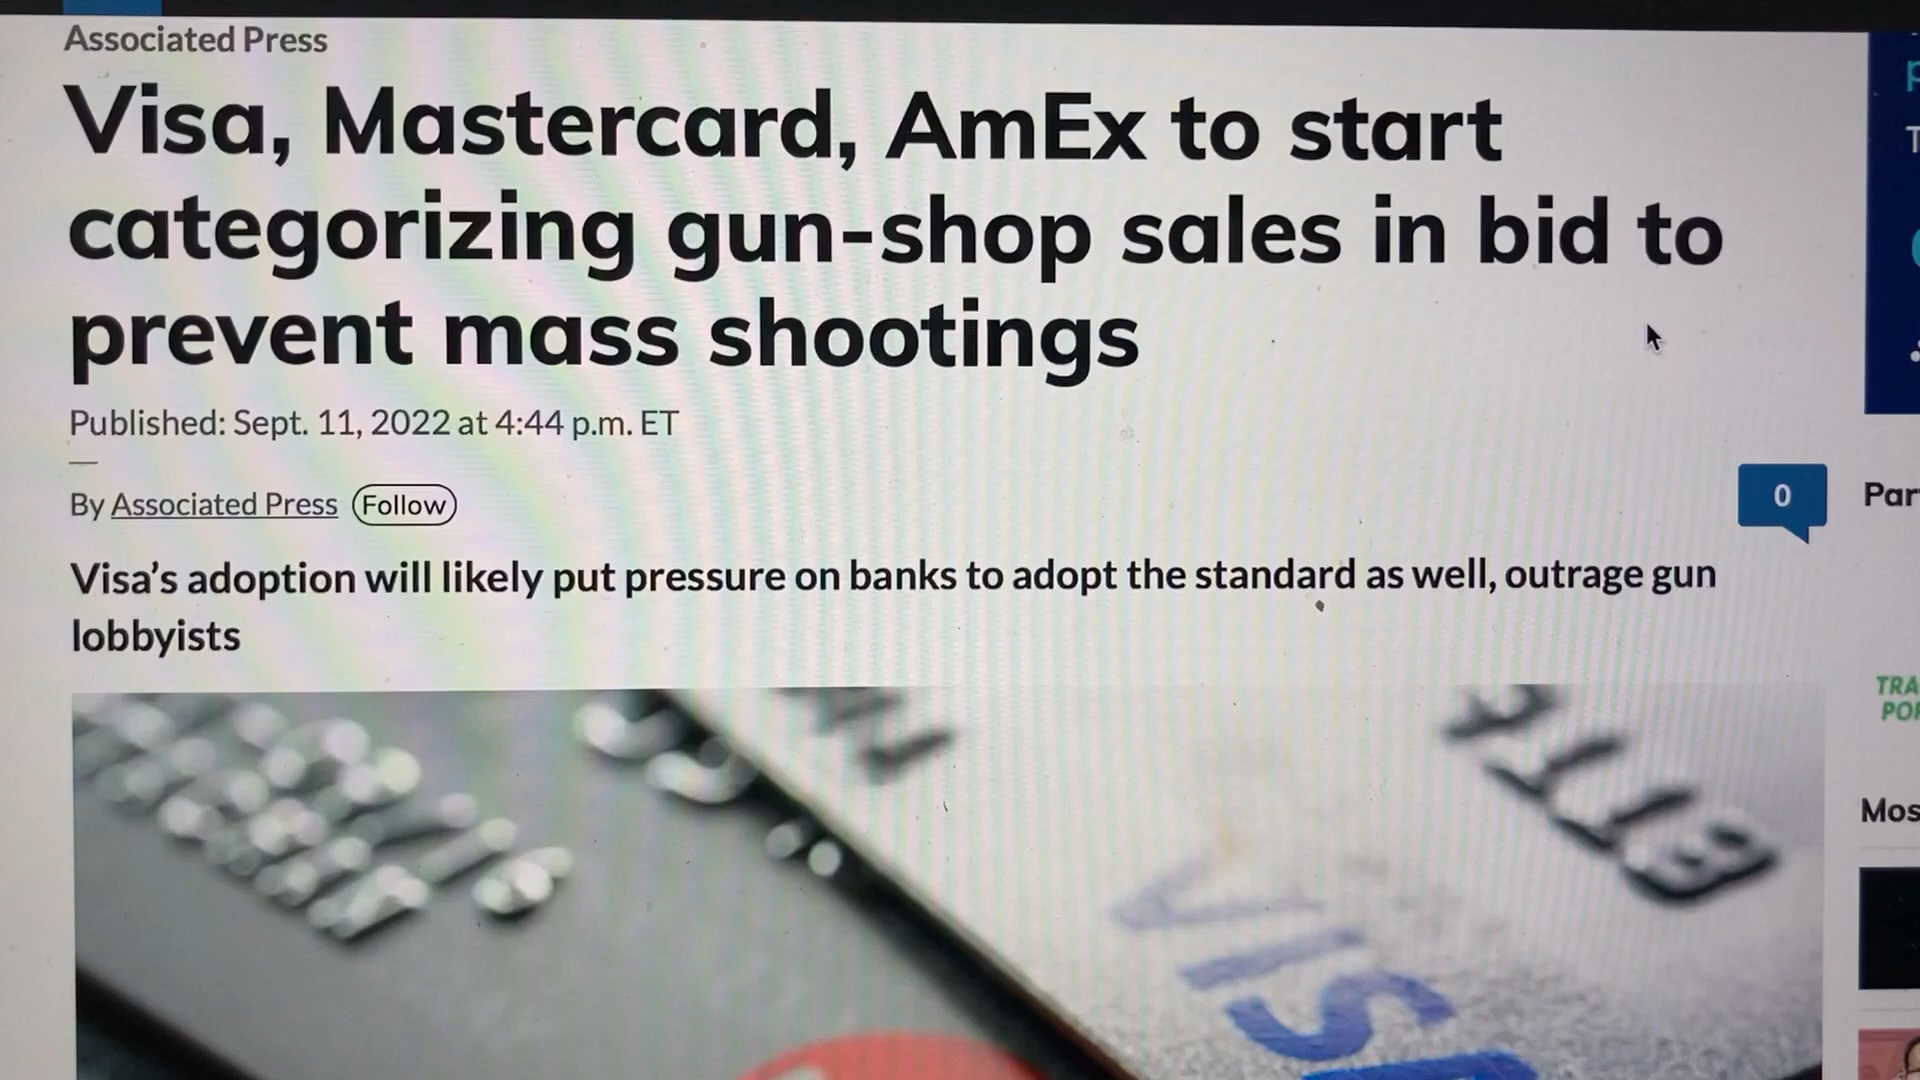 Associated Press
Visa, Mastercard, AmEx to start
categorizing gun-shop sales in bid to
prevent mass shootings
Published: Sept. 11, 2022 at 4:44 p.m. ET
By Associated Press Follow
0
Visa’s adoption will likely put pressure on banks to adopt the standard as well, outrage gun
lobbyists
VISA